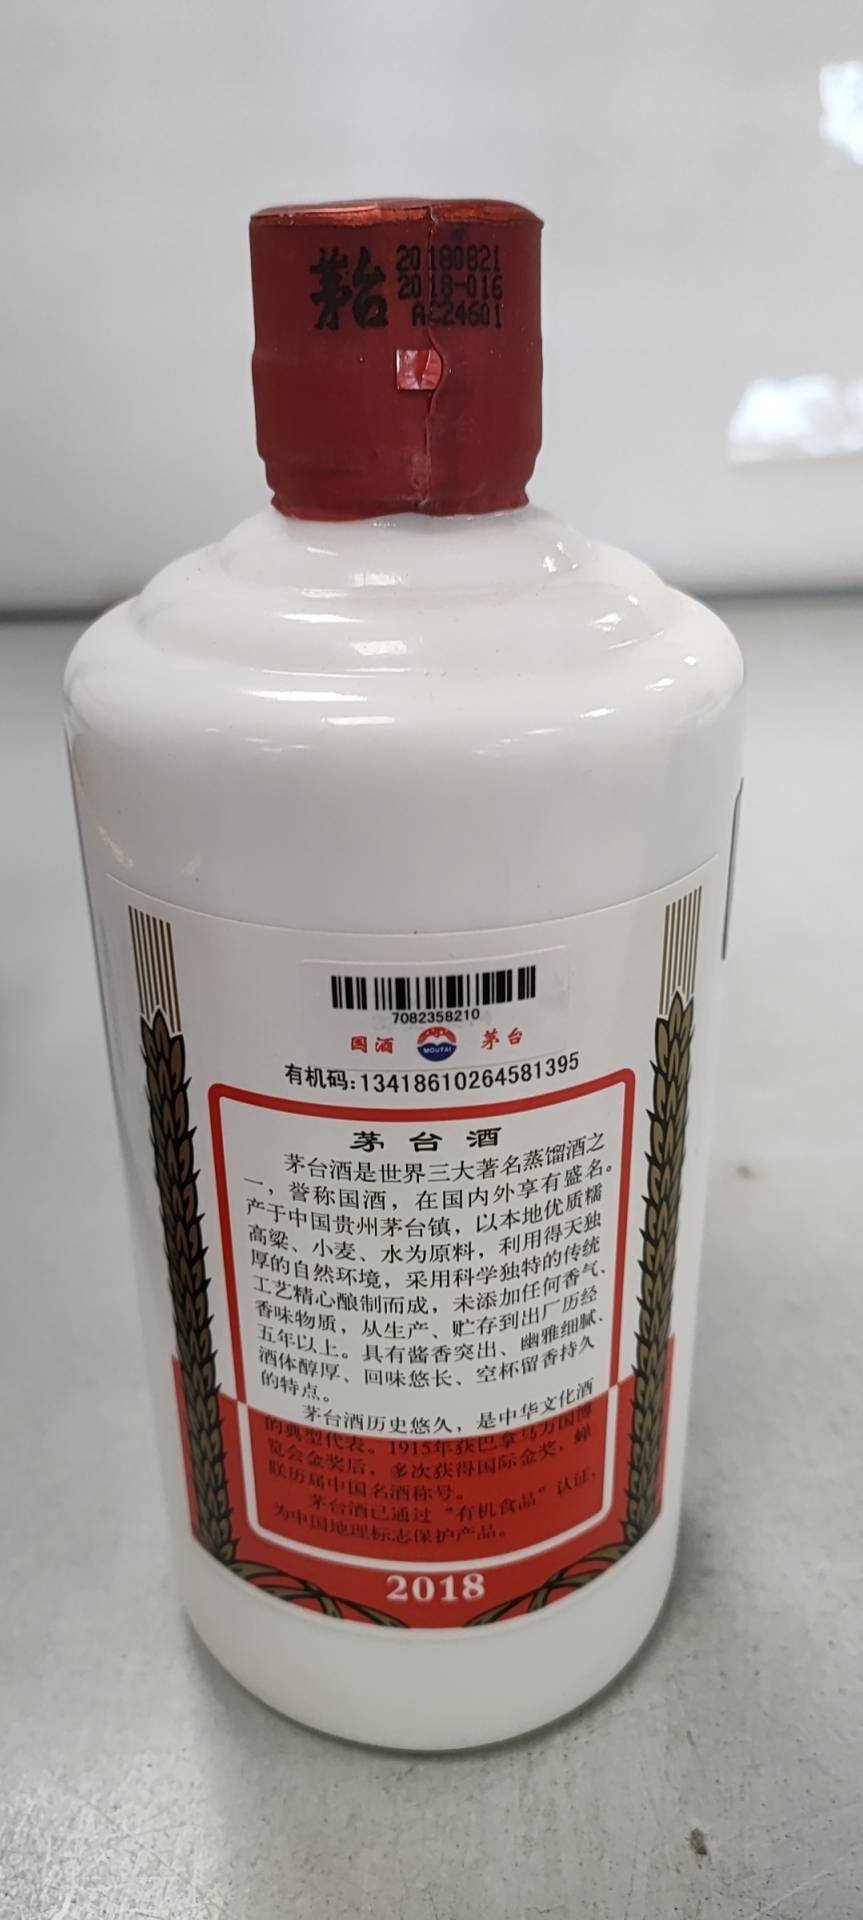 茅台
20180821
2018-016
AC24601
7082358210
国酒 MOUTAI 茅台
有机码:13418610264581395
茅台酒
茅台酒是世界三大著名蒸馏酒之
一，誉称国酒，在国内外享有盛名。
产于中国贵州茅台镇，以本地优质糯
高粱、小麦、水为原料，利用得天独
厚的自然环境，采用科学独特的传统
工艺精心酿制而成，未添加任何香气、
香味物质，从生产、贮存到出厂历经
五年以上。具有酱香突出、幽雅细腻、
酒体醇厚、回味悠长、空杯留香持久
的特点。
茅台酒历史悠久，是中华文化酒
的典型代表。1915年获巴拿马万国博
览会金奖后，多次获得国际金奖，蝉
联历届中国名酒称号。
茅台酒已通过“有机食品”认证，
为中国地理标志保护产品。
2018